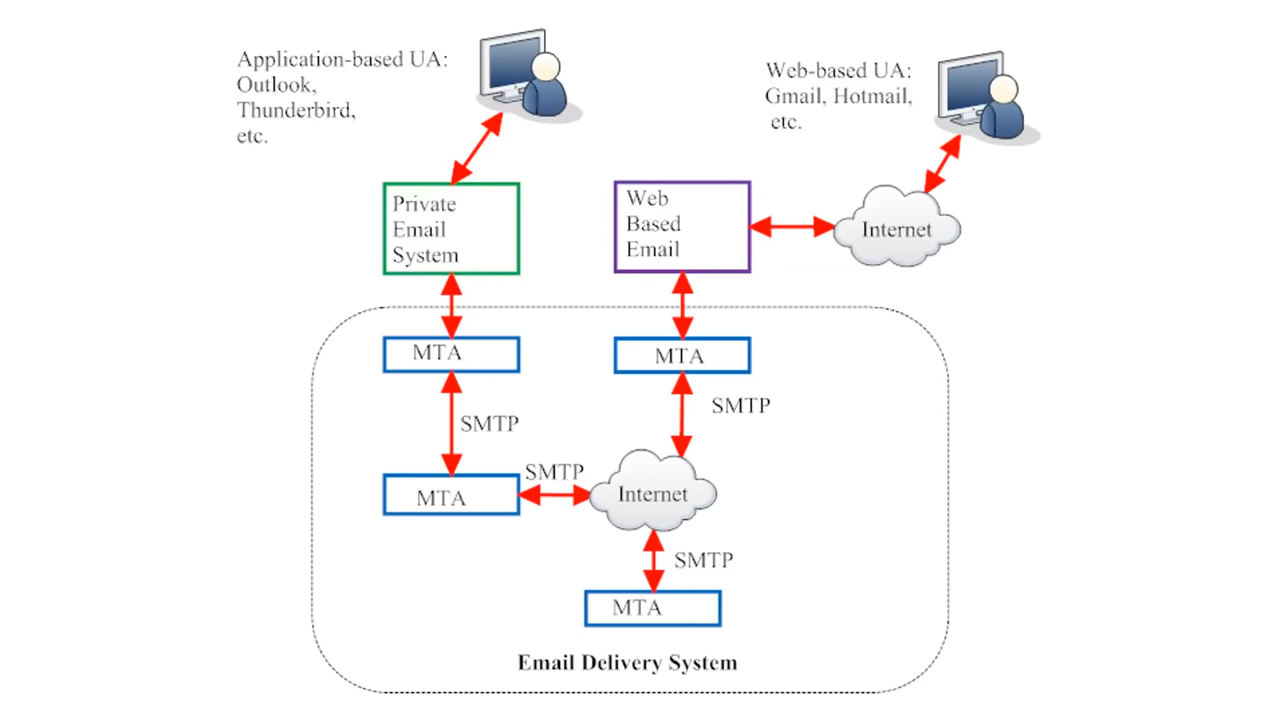 Application-based UA:
Outlook,
Thunderbird,
etc.
Web-based UA:
Gmail, Hotmail,
etc.
Private
Email
System
Web
Based
Email
Internet
MTA
MTA
SMTP
SMTP
MTA
SMTP
Internet
SMTP
MTA
Email Delivery System